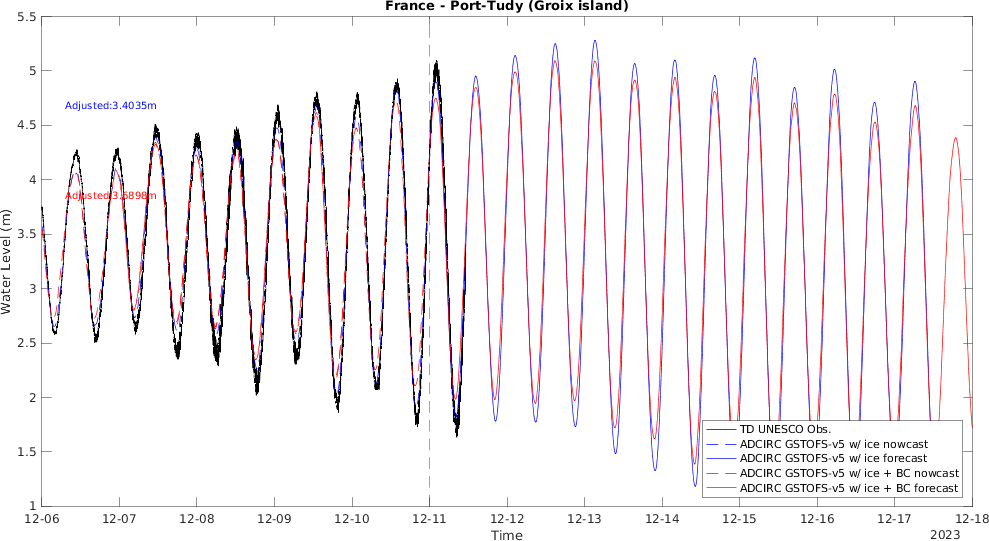 France - Port-Tudy (Groix island)
5.5
5
4.5
4
3.5
3
2.5
2
1.5
1
Water Level (m)
Adjusted:3.4035m
Adjusted:3.6898m
TD UNESCO Obs.
ADCIRC GSTOFS-v5 w/ ice nowcast
ADCIRC GSTOFS-v5 w/ ice forecast
ADCIRC GSTOFS-v5 w/ ice + BC nowcast
ADCIRC GSTOFS-v5 w/ ice + BC forecast
12-06 12-07 12-08 12-09 12-10 12-11 12-12 12-13 12-14 12-15 12-16 12-17 12-18
Time
2023